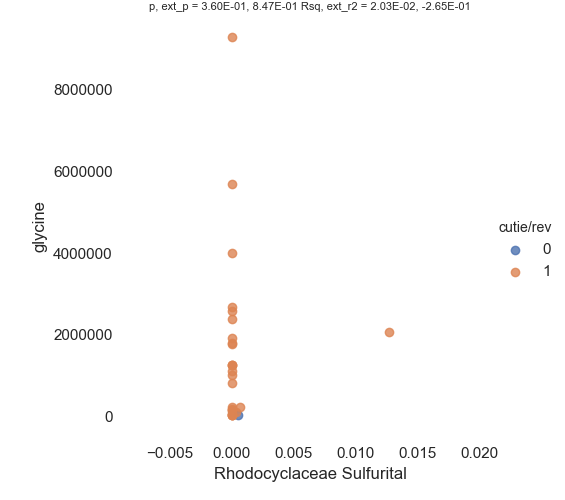 p, ext_p = 3.60E-01, 8.47E-01 Rsq, ext_r2 = 2.03E-02, -2.65E-01
8000000
6000000
4000000
2000000
0
glycine
−0.005 0.000 0.005 0.010 0.015 0.020
Rhodocyclaceae Sulfurital
cutie/rev
0
1